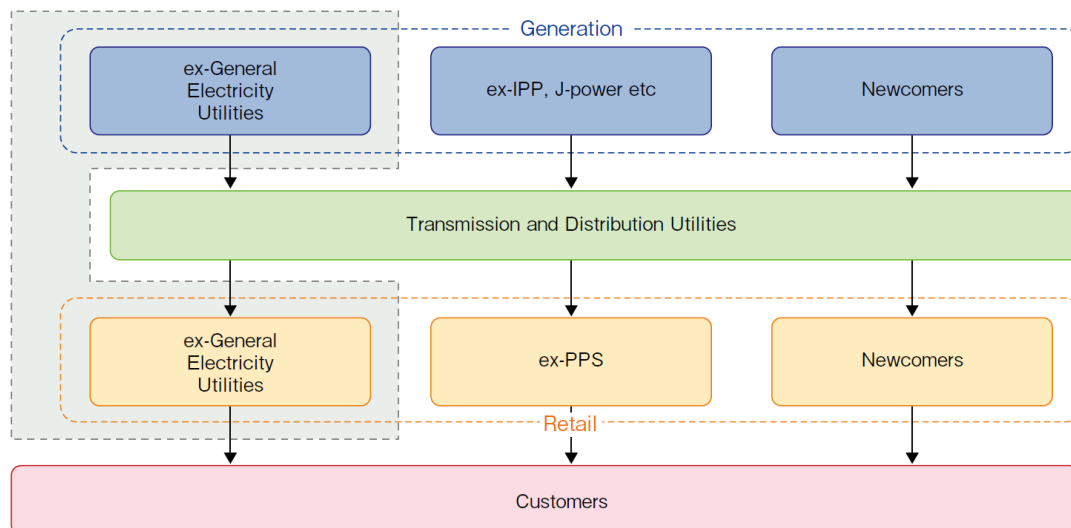 Generation
ex-General
Electricity
Utilities
ex-IPP, J-power etc
Newcomers
Transmission and Distribution Utilities
ex-General
Electricity
Utilities
ex-PPS
Newcomers
Retail
Customers